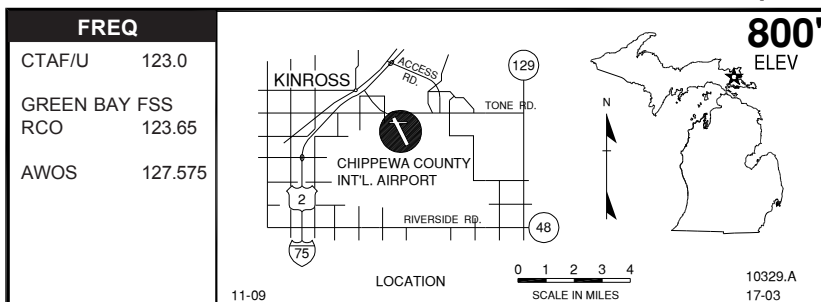 FREQ
CTAF/U 123.0
GREEN BAY FSS
RCO 123.65
AWOS 127.575
KINROSS
ACCESS
RD.
129
TONE RD.
CHIPPEWA COUNTY
INT'L. AIRPORT
2
RIVERSIDE RD.
48
75
11-09
LOCATION
0 1 2 3 4
SCALE IN MILES
N
800'
ELEV
10329.A
17-03